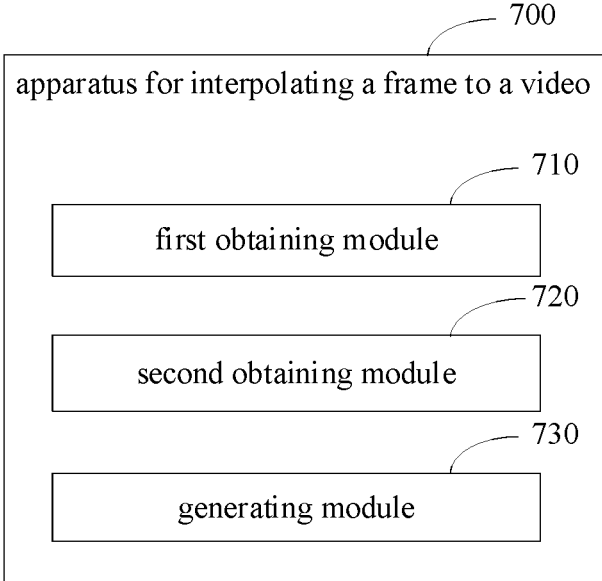 700
apparatus for interpolating a frame to a video
710
first obtaining module
720
second obtaining module
730
generating module